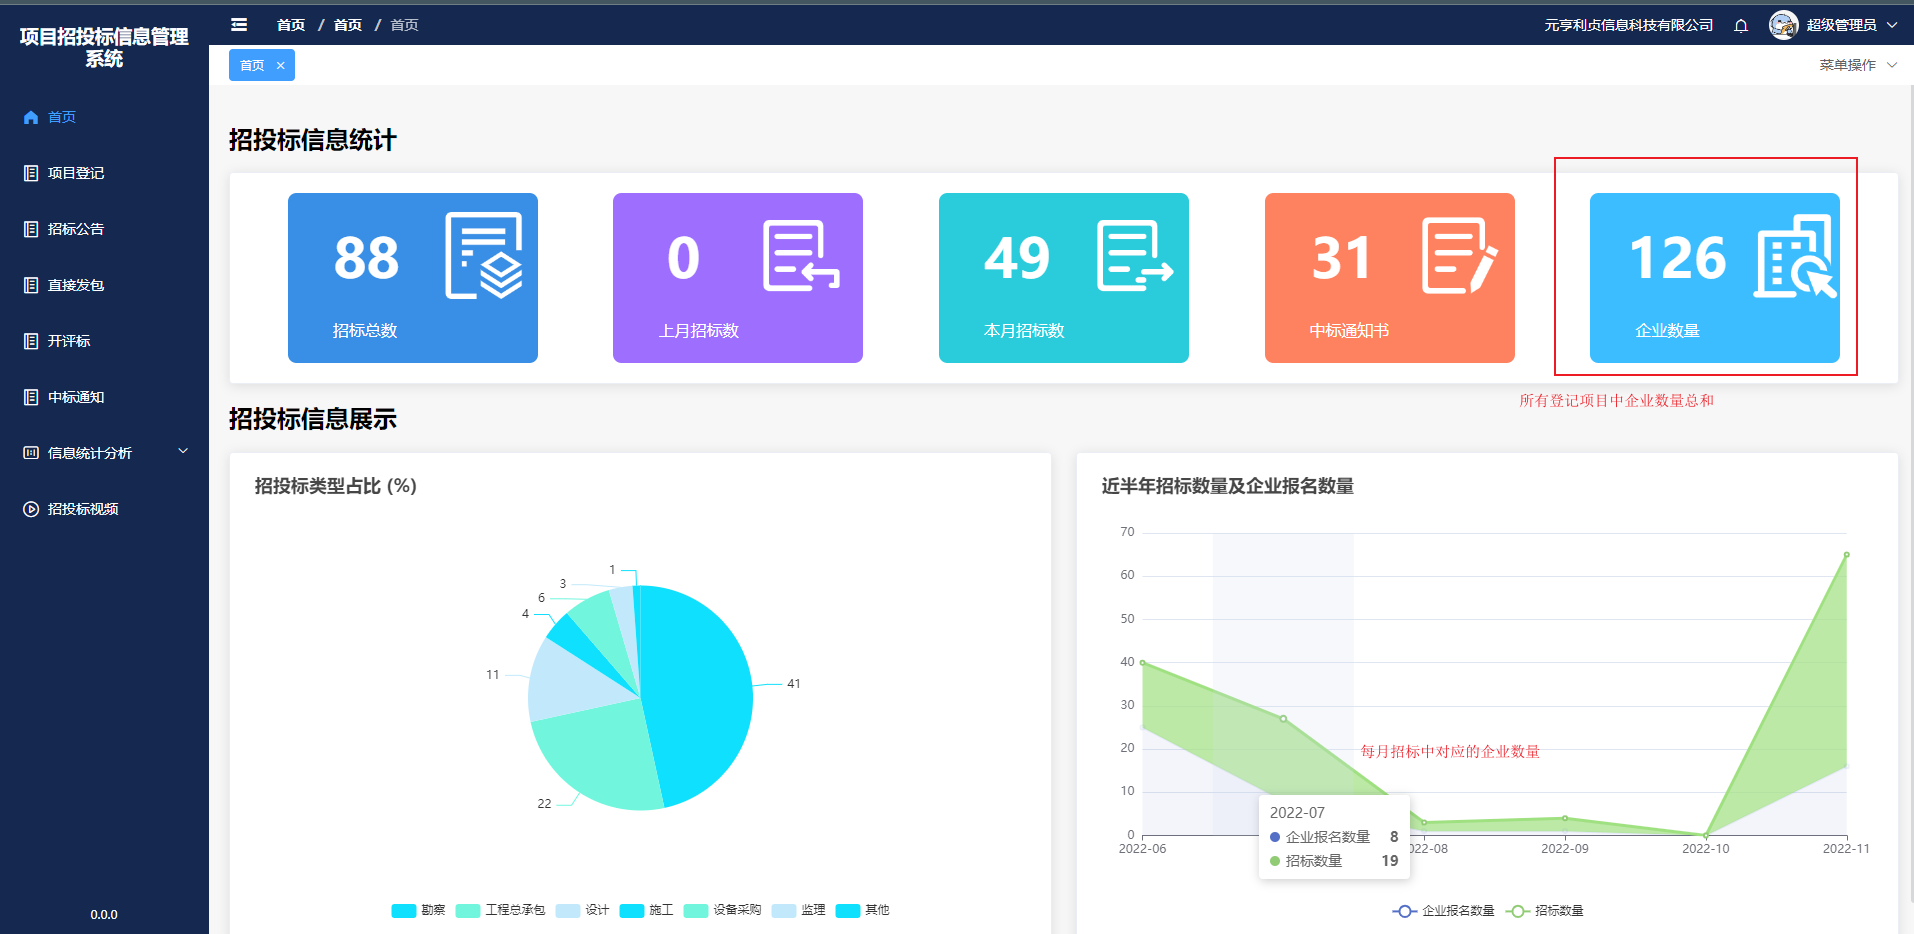 项目招投标信息管理
系统
首页
项目登记
招标公告
直接发包
开评标
中标通知
信息统计分析
招投标视频
0.0.0
首页 / 首页 / 首页
元亨利贞信息科技有限公司
超级管理员
首页 ×
菜单操作
招投标信息统计
88
招标总数
0
上月招标数
49
本月招标数
31
中标通知书
126
企业数量
所有登记项目中企业数量总和
招投标信息展示
招投标类型占比 (%)
1
3
6
4
11
22
41
勘察 工程总承包 设计 施工 设备采购 监理 其他
近半年招标数量及企业报名数量
70
60
50
40
30
20
10
0
每月招标中对应的企业数量
2022-07
企业报名数量 8
招标数量 19
2022-06 022-08 2022-09 2022-10 2022-11
企业报名数量 招标数量